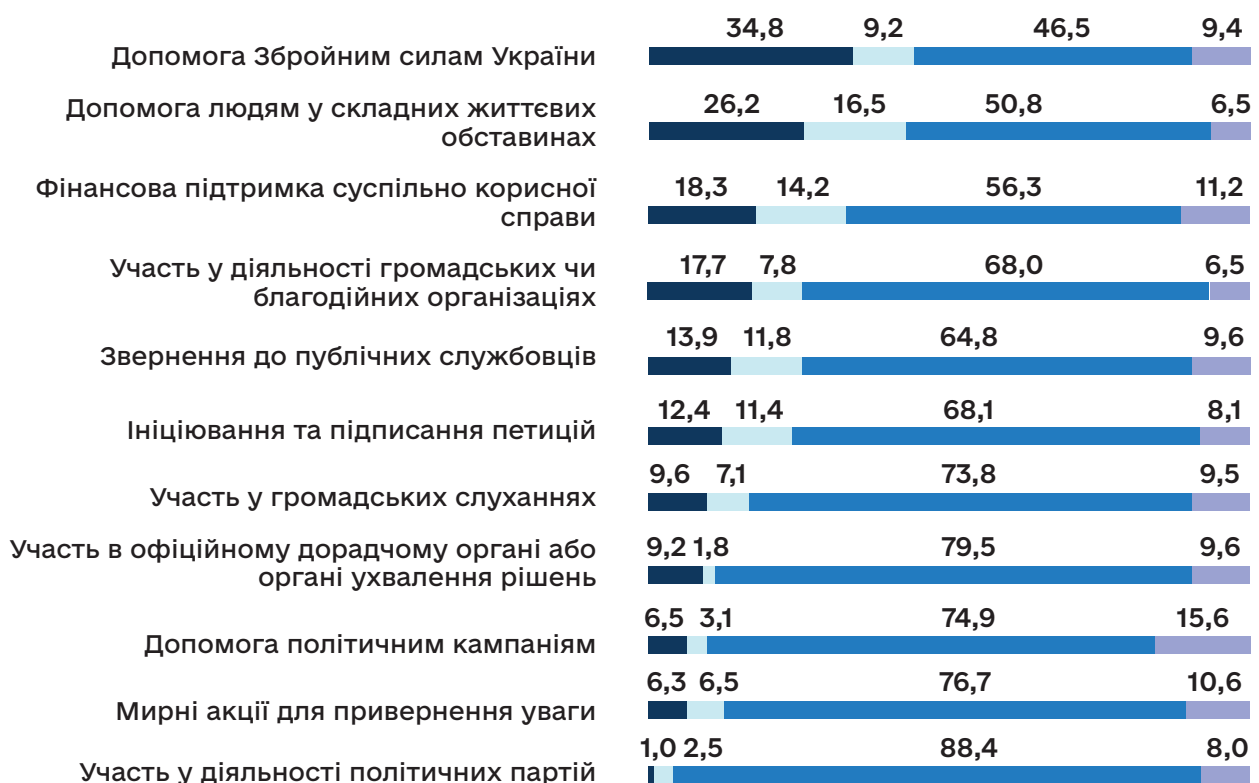 34,8 9,2 46,5 9,4
Допомога Збройним силам України
26,2 16,5 50,8 6,5
Допомога людям у складних життєвих
обставинах
18,3 14,2 56,3 11,2
Фінансова підтримка суспільно корисної
справи
17,7 7,8 68,0 6,5
Участь у діяльності громадських чи
благодійних організаціях
13,9 11,8 64,8 9,6
Звернення до публічних службовців
12,4 11,4 68,1 8,1
Ініціювання та підписання петицій
9,6 7,1 73,8 9,5
Участь у громадських слуханнях
9,2 1,8 79,5 9,6
Участь в офіційному дорадчому органі або
органі ухвалення рішень
6,5 3,1 74,9 15,6
Допомога політичним кампаніям
6,3 6,5 76,7 10,6
Мирні акції для привернення уваги
1,0 2,5 88,4 8,0
Участь у діяльності політичних партій